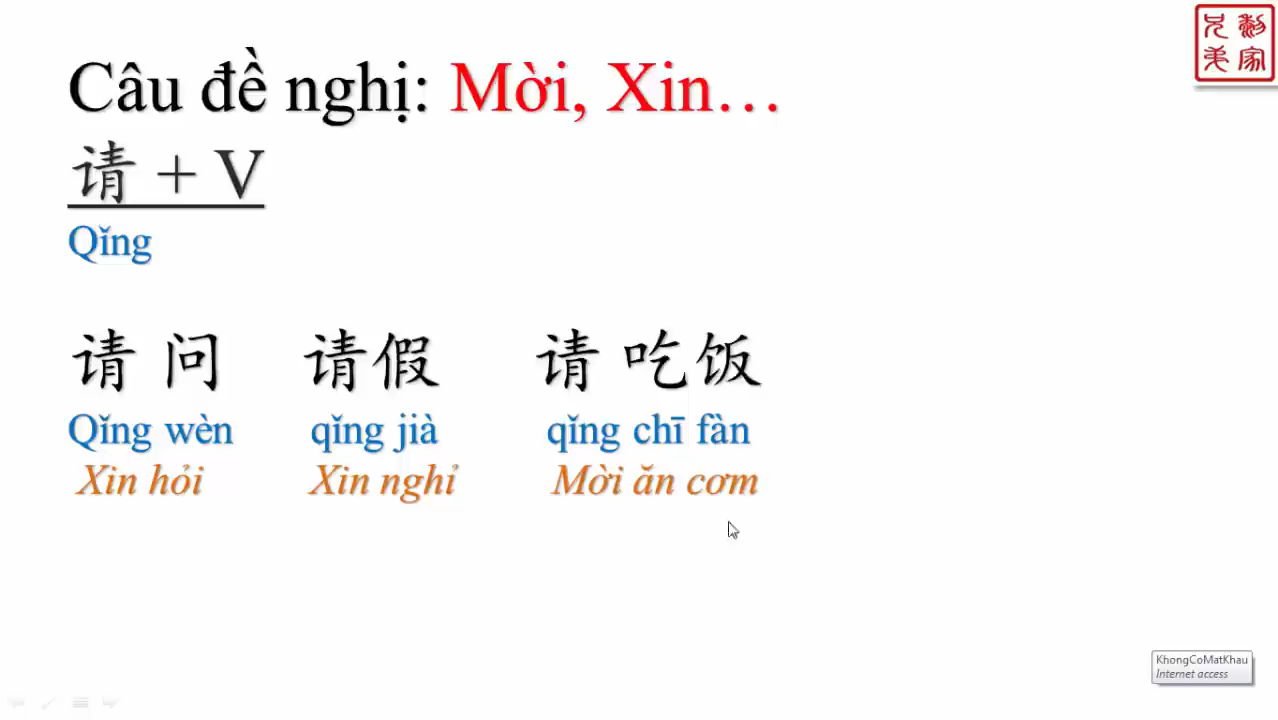 Câu đề nghị: Mời, Xin…
请 + V
Qǐng
请 问 请假 请 吃饭
Qǐng wèn qǐng jià qǐng chī fàn
Xin hỏi Xin nghỉ Mời ăn cơm
KhongCoMatKhau
Internet access